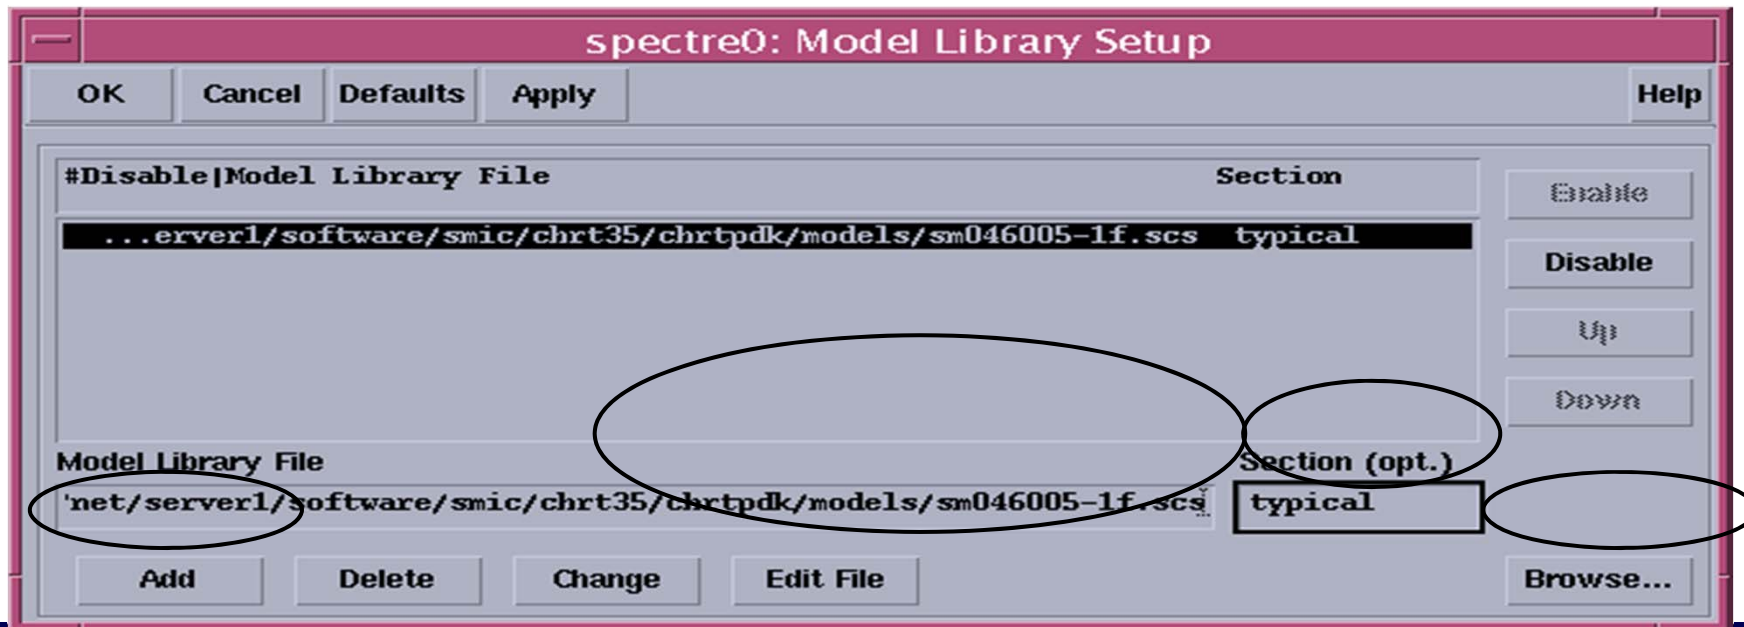 spectre0: Model Library Setup
OK Cancel Defaults Apply Help
#Disable|Model Library File Section
Enable
...erver1/software/smic/chrt35/chrtpdk/models/sm046005-1f.scs typical
Disable
Up
Down
Model Library File Section (opt.)
'net/server1/software/smic/chrt35/chrtpdk/models/sm046005-1f.scs typical
Add Delete Change Edit File Browse...